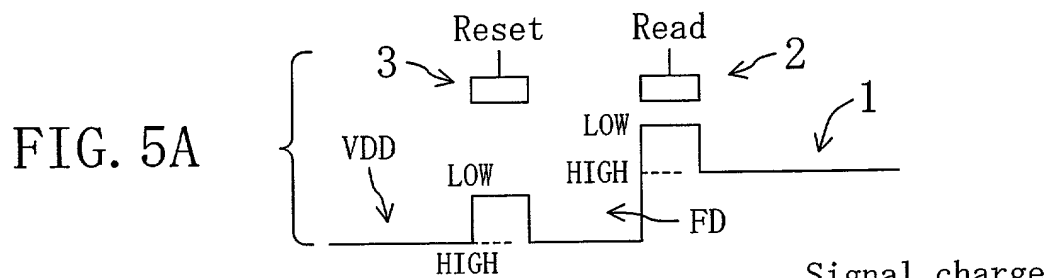 Reset
Read
3
2
1
FIG. 5A
VDD
LOW
HIGH
LOW
HIGH
FD
Signal charge